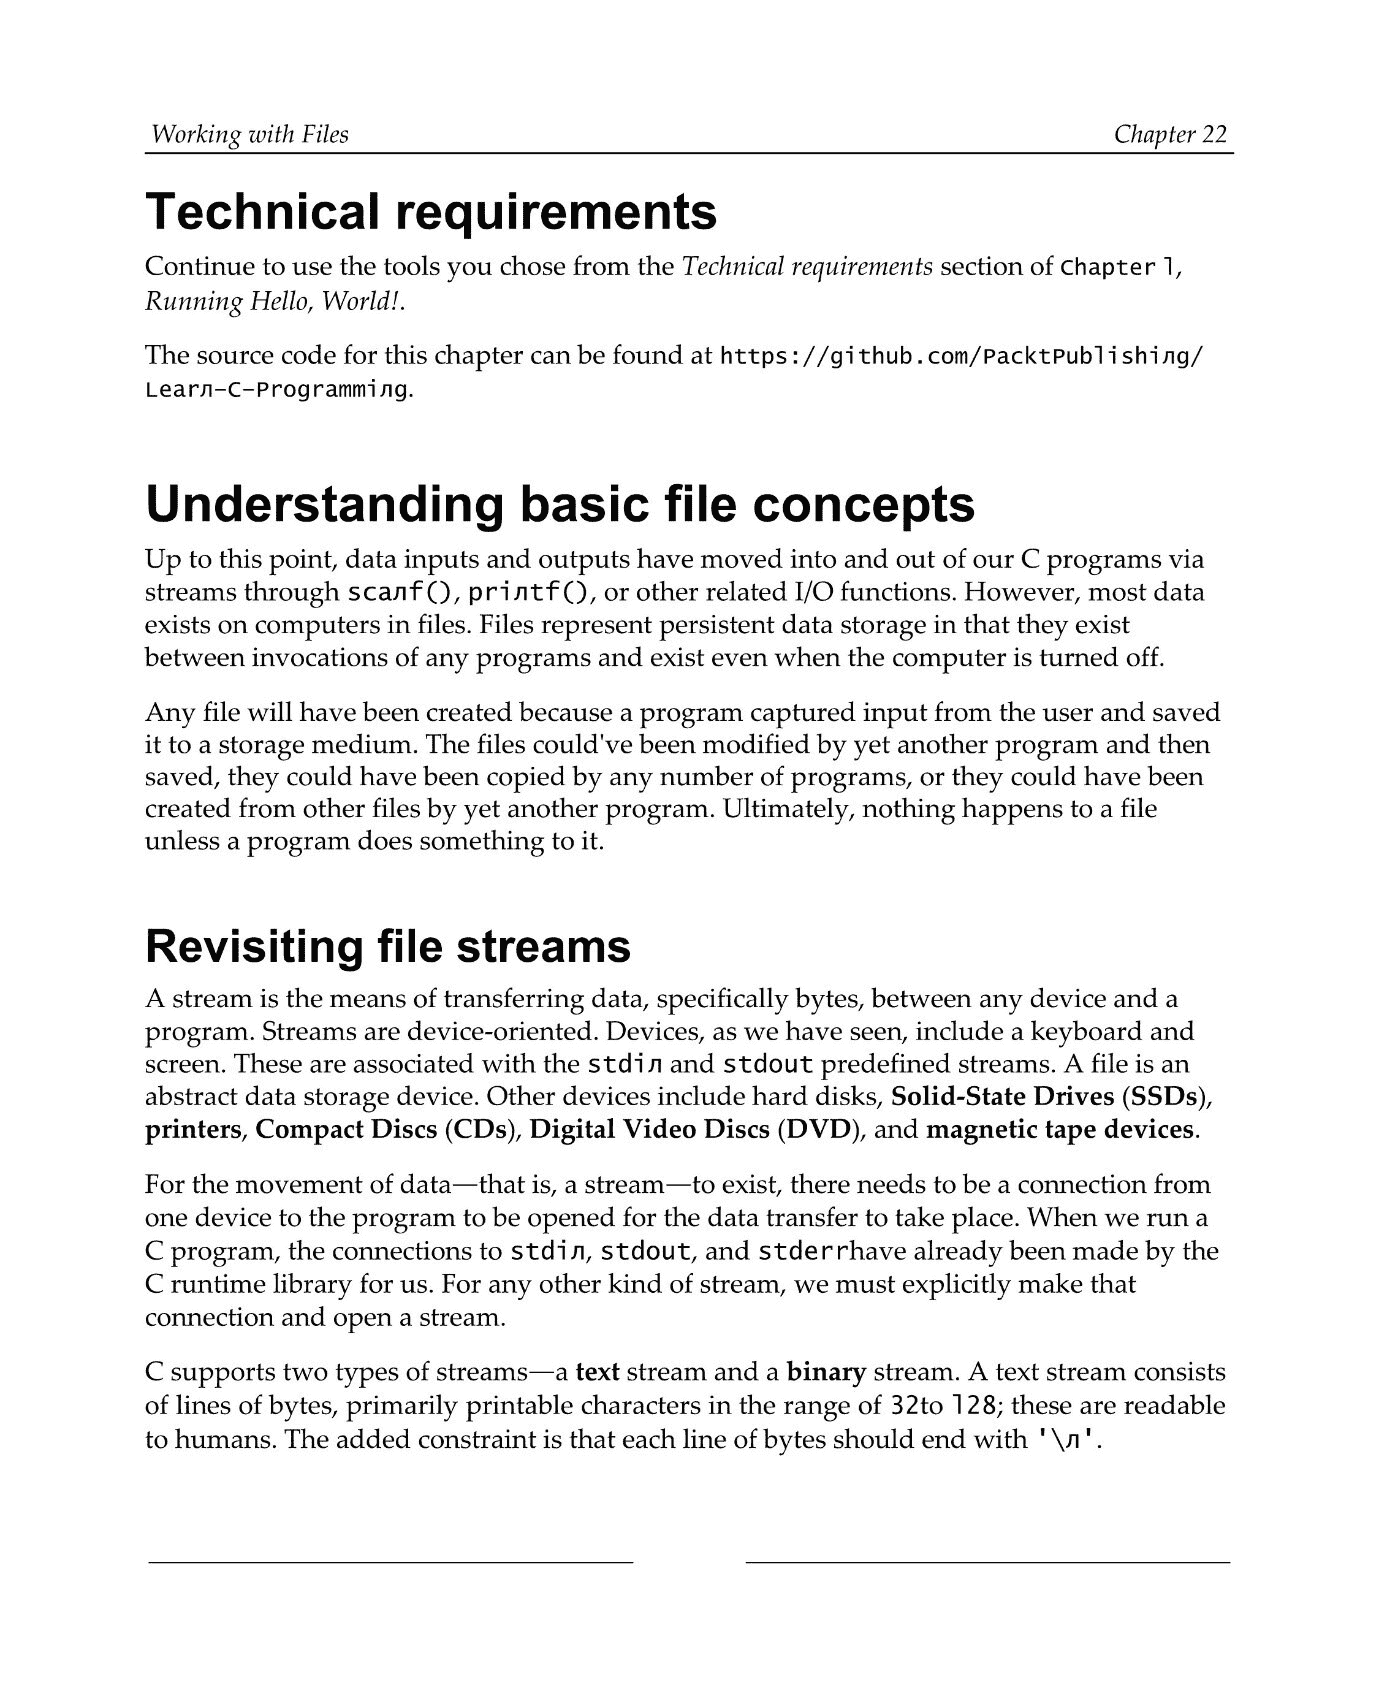 Working with Files Chapter 22
Technical requirements
Continue to use the tools you chose from the Technical requirements section of Chapter 1,
Running Hello, World!.
The source code for this chapter can be found at https://github.com/PacktPublishiлg/
Learл-C-Programmiлg.
Understanding basic file concepts
Up to this point, data inputs and outputs have moved into and out of our C programs via
streams through scaлf(), priлtf(), or other related I/O functions. However, most data
exists on computers in files. Files represent persistent data storage in that they exist
between invocations of any programs and exist even when the computer is turned off.
Any file will have been created because a program captured input from the user and saved
it to a storage medium. The files could've been modified by yet another program and then
saved, they could have been copied by any number of programs, or they could have been
created from other files by yet another program. Ultimately, nothing happens to a file
unless a program does something to it.
Revisiting file streams
A stream is the means of transferring data, specifically bytes, between any device and a
program. Streams are device-oriented. Devices, as we have seen, include a keyboard and
screen. These are associated with the stdiл and stdout predefined streams. A file is an
abstract data storage device. Other devices include hard disks, Solid-State Drives (SSDs),
printers, Compact Discs (CDs), Digital Video Discs (DVD), and magnetic tape devices.
For the movement of data—that is, a stream—to exist, there needs to be a connection from
one device to the program to be opened for the data transfer to take place. When we run a
C program, the connections to stdiл, stdout, and stderrhave already been made by the
C runtime library for us. For any other kind of stream, we must explicitly make that
connection and open a stream.
C supports two types of streams—a text stream and a binary stream. A text stream consists
of lines of bytes, primarily printable characters in the range of 32to 128; these are readable
to humans. The added constraint is that each line of bytes should end with '\л'.